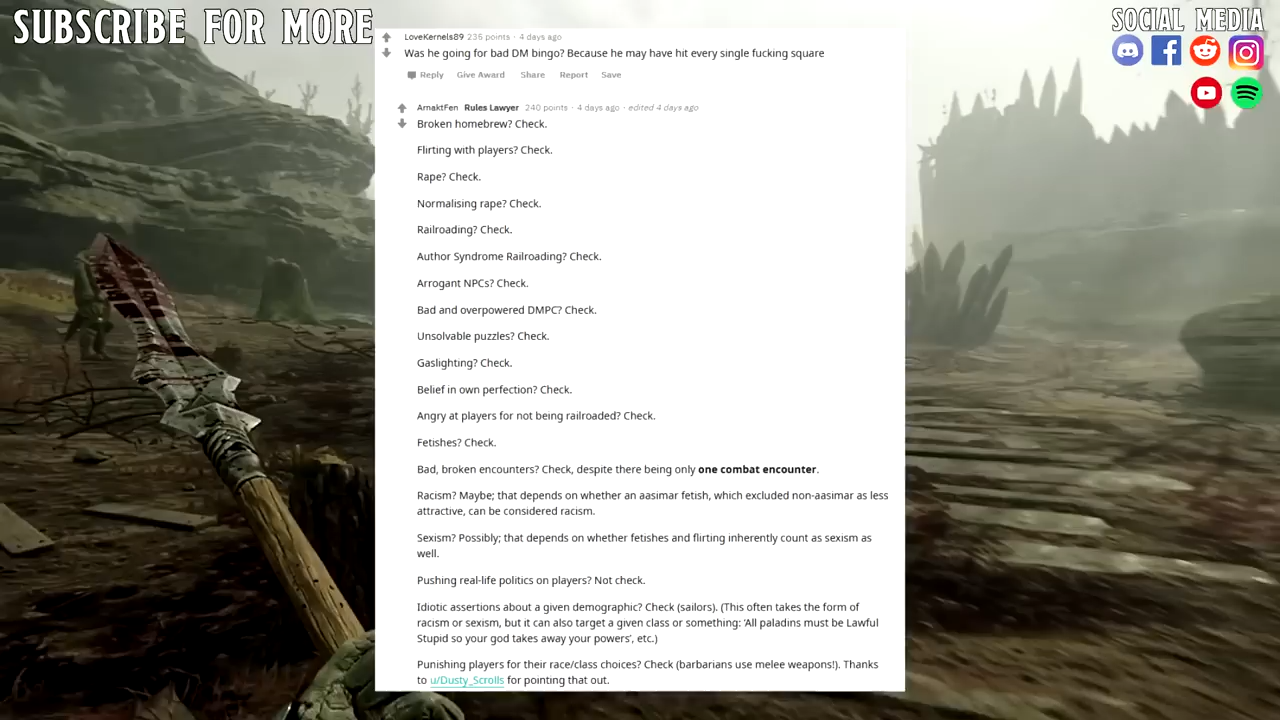 SUBSCRIBE FOR MORE
SOCIAL MEDIA
LoveKernels89 235 points · 4 days ago
Was he going for bad DM bingo? Because he may have hit every single fucking square
Reply Give Award Share Report Save
ArnaktFen Rules Lawyer 240 points · 4 days ago · edited 4 days ago
Broken homebrew? Check.
Flirting with players? Check.
Rape? Check.
Normalising rape? Check.
Railroading? Check.
Author Syndrome Railroading? Check.
Arrogant NPCs? Check.
Bad and overpowered DMPC? Check.
Unsolvable puzzles? Check.
Gaslighting? Check.
Belief in own perfection? Check.
Angry at players for not being railroaded? Check.
Fetishes? Check.
Bad, broken encounters? Check, despite there being only one combat encounter.
Racism? Maybe; that depends on whether an aasimar fetish, which excluded non-aasimar as less
attractive, can be considered racism.
Sexism? Possibly; that depends on whether fetishes and flirting inherently count as sexism as
well.
Pushing real-life politics on players? Not check.
Idiotic assertions about a given demographic? Check (sailors). (This often takes the form of
racism or sexism, but it can also target a given class or something: 'All paladins must be Lawful
Stupid so your god takes away your powers', etc.)
Punishing players for their race/class choices? Check (barbarians use melee weapons!). Thanks
to u/Dusty_Scrolls for pointing that out.